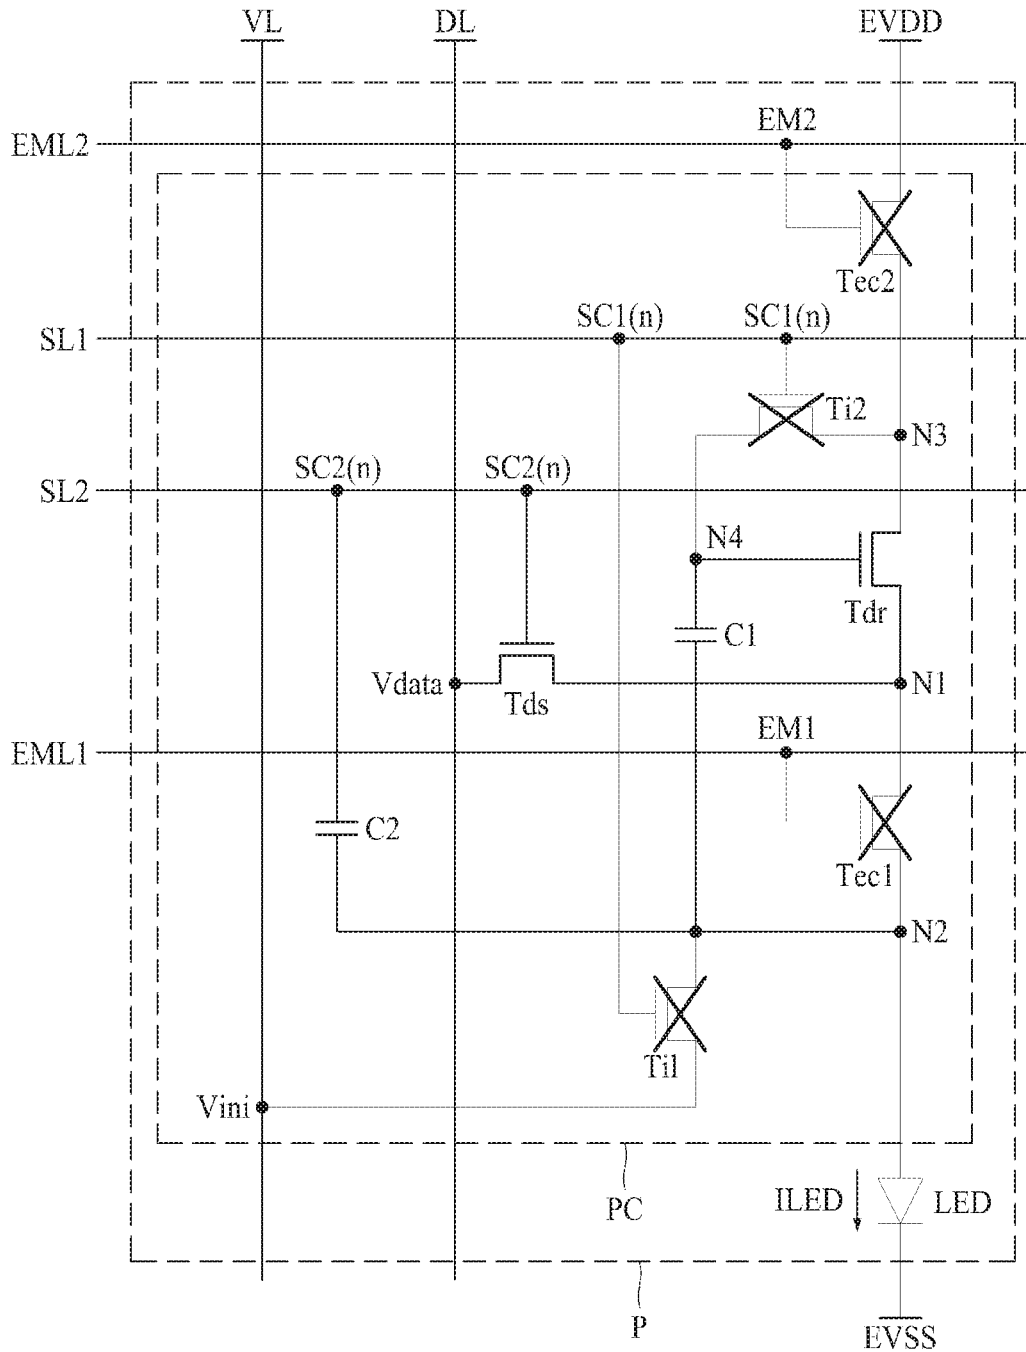 VL DL EVDD
EM2
EML2
Tec2
SC1(n) SC1(n)
SL1
Ti2
N3
SC2(n) SC2(n)
SL2
N4
Tdr
C1
Vdata N1
Tds
EM1
EML1
C2
Tec1
N2
Ti1
Vini
ILED LED
PC
P
EVSS